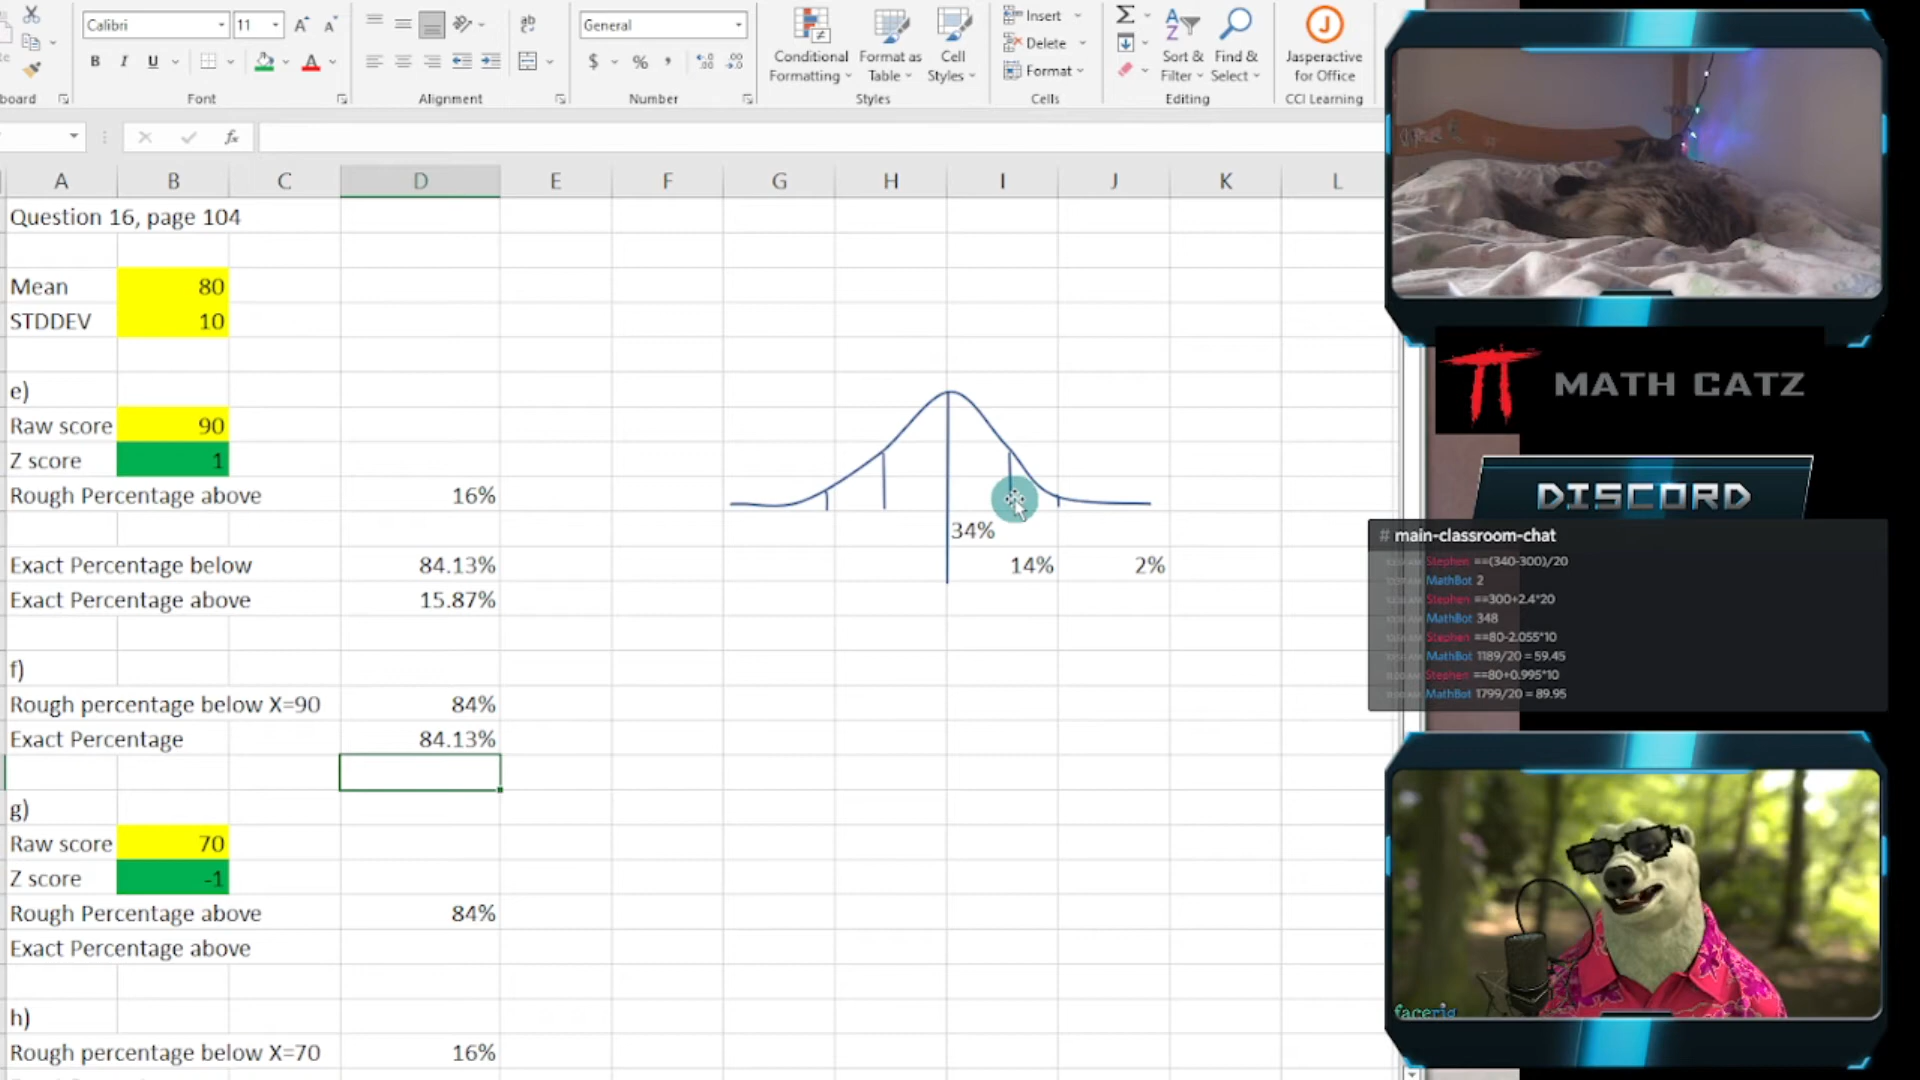 Calibri 11 General
Conditional Formatting
Format as Table
Cell Styles
Insert
Delete
Format
Sort & Filter
Find & Select
Jasperactive for Office
board Font Alignment Number Styles Cells Editing CCI Learning
fx
A B C D E F G H I J K L
Question 16, page 104
Mean 80
STDDEV 10
e)
Raw score 90
Z score 1
Rough Percentage above 16%
34%
Exact Percentage below 84.13% 14% 2%
Exact Percentage above 15.87%
f)
Rough percentage below X=90 84%
Exact Percentage 84.13%
g)
Raw score 70
Z score -1
Rough Percentage above 84%
Exact Percentage above
h)
Rough percentage below X=70 16%
π MATH CATZ
DISCORD
# main-classroom-chat
Stephen ==(340-300)/20
MathBot 2
Stephen ==300+2.4*20
MathBot 348
Stephen ==80-2.055*10
MathBot 1189/20 = 59.45
Stephen ==80+0.995*10
MathBot 1799/20 = 89.95
facerig